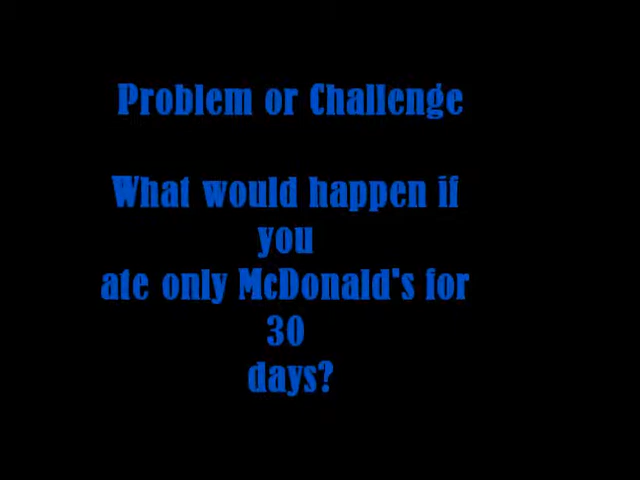 Problem or Challenge
What would happen if
you
ate only McDonald's for
30
days?